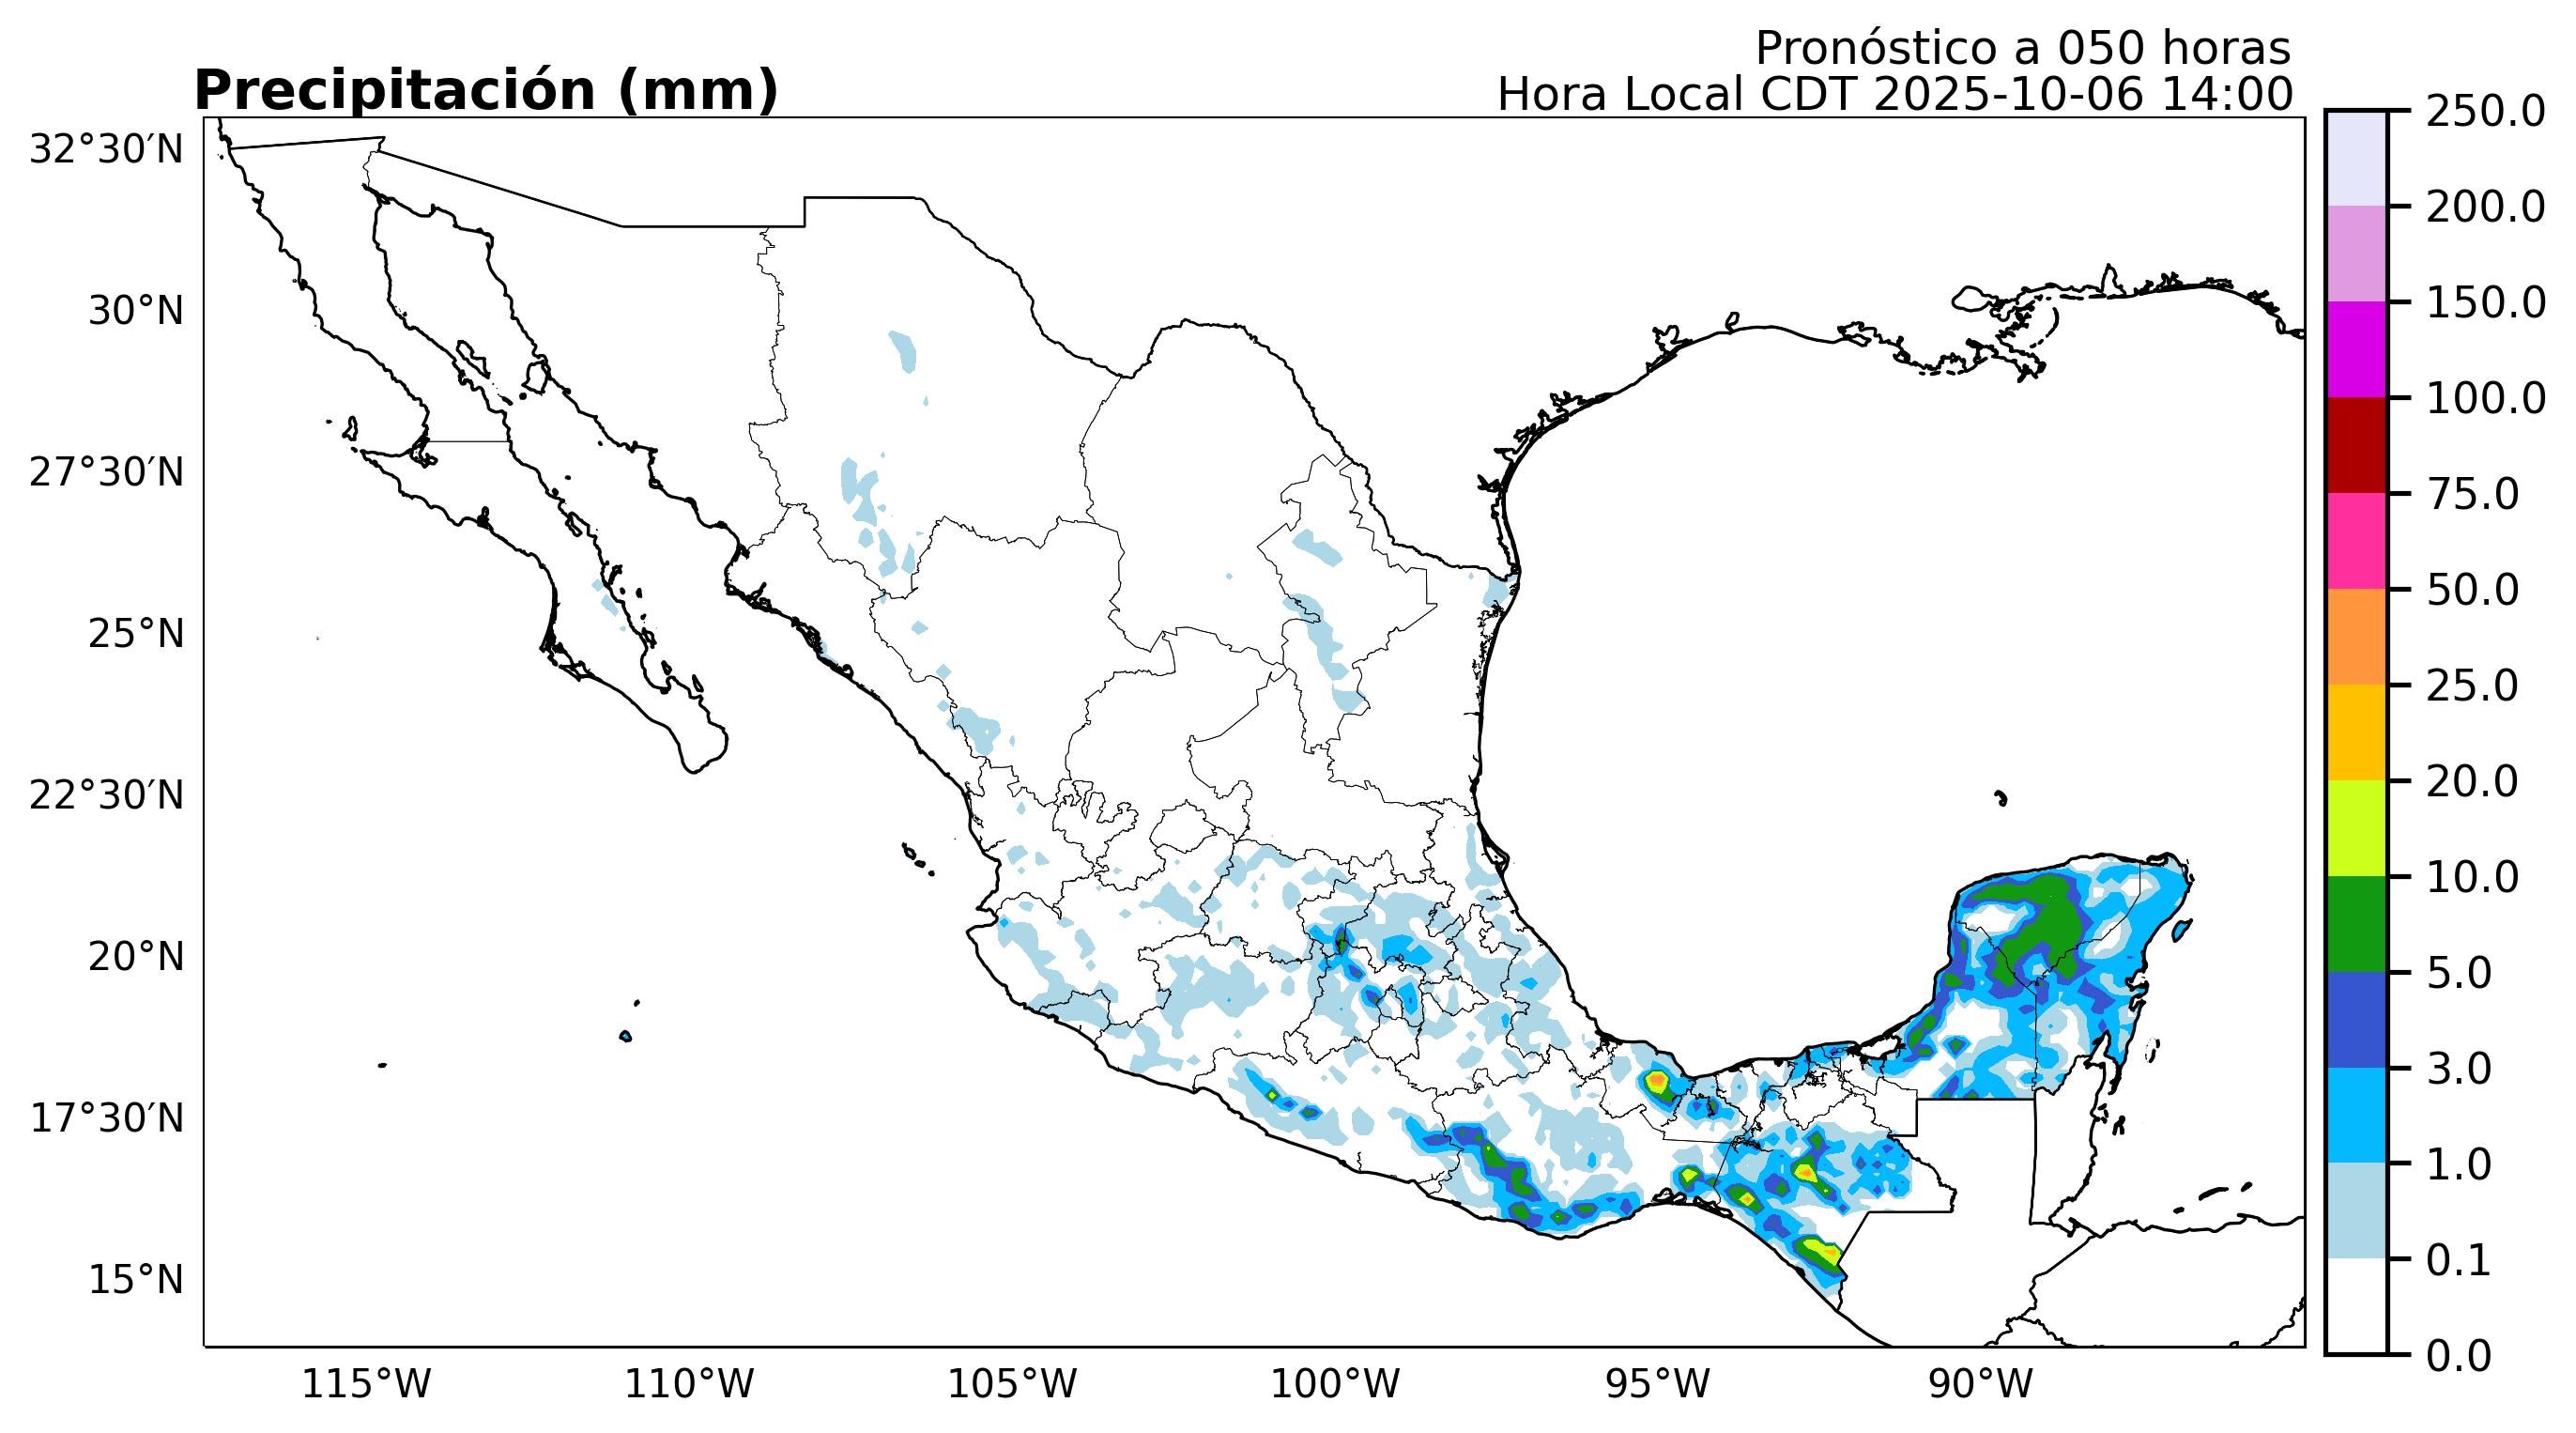 Pronóstico a 050 horas
Precipitación (mm)
Hora Local CDT 2025-10-06 14:00
32°30′N
30°N
27°30′N
25°N
22°30′N
20°N
17°30′N
15°N
115°W
110°W
105°W
100°W
95°W
90°W
250.0
200.0
150.0
100.0
75.0
50.0
25.0
20.0
10.0
5.0
3.0
1.0
0.1
0.0